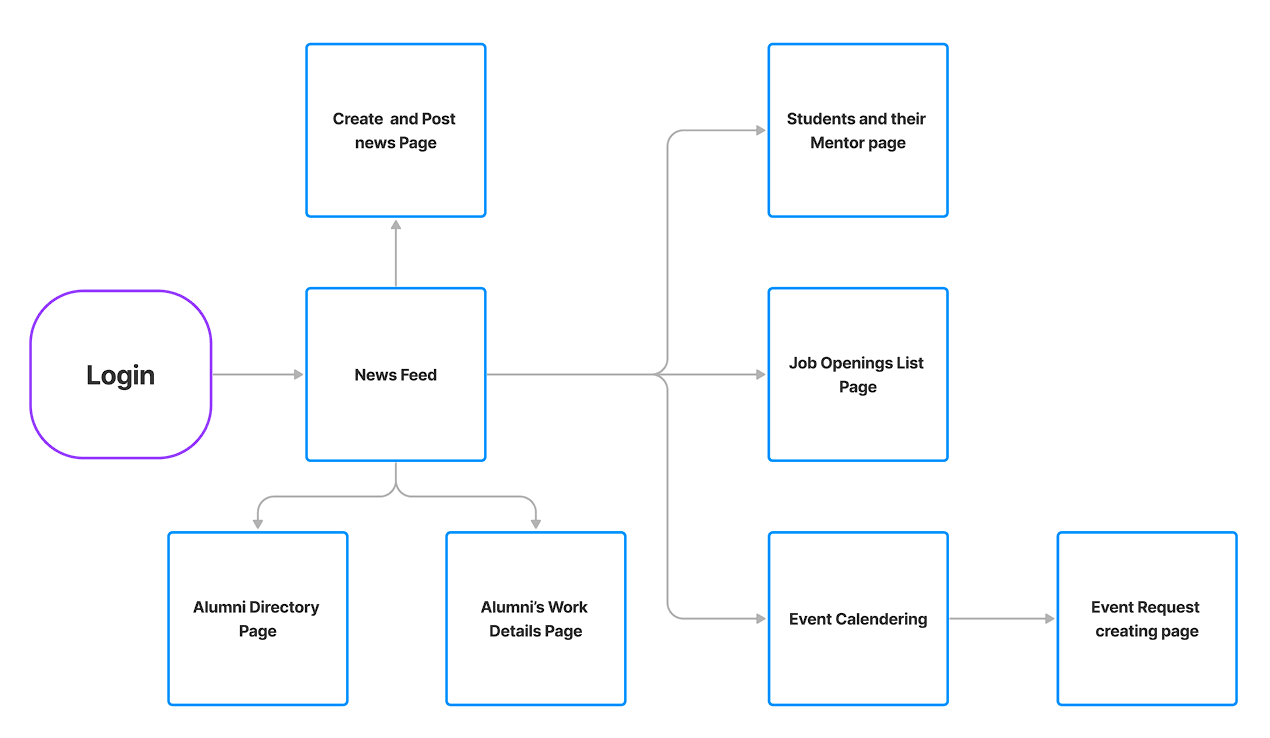 Create  and Post
news Page
Students and their
Mentor page
Login
News Feed
Job Openings List
Page
Alumni Directory
Page
Alumni’s Work
Details Page
Event Calendering
Event Request
creating page